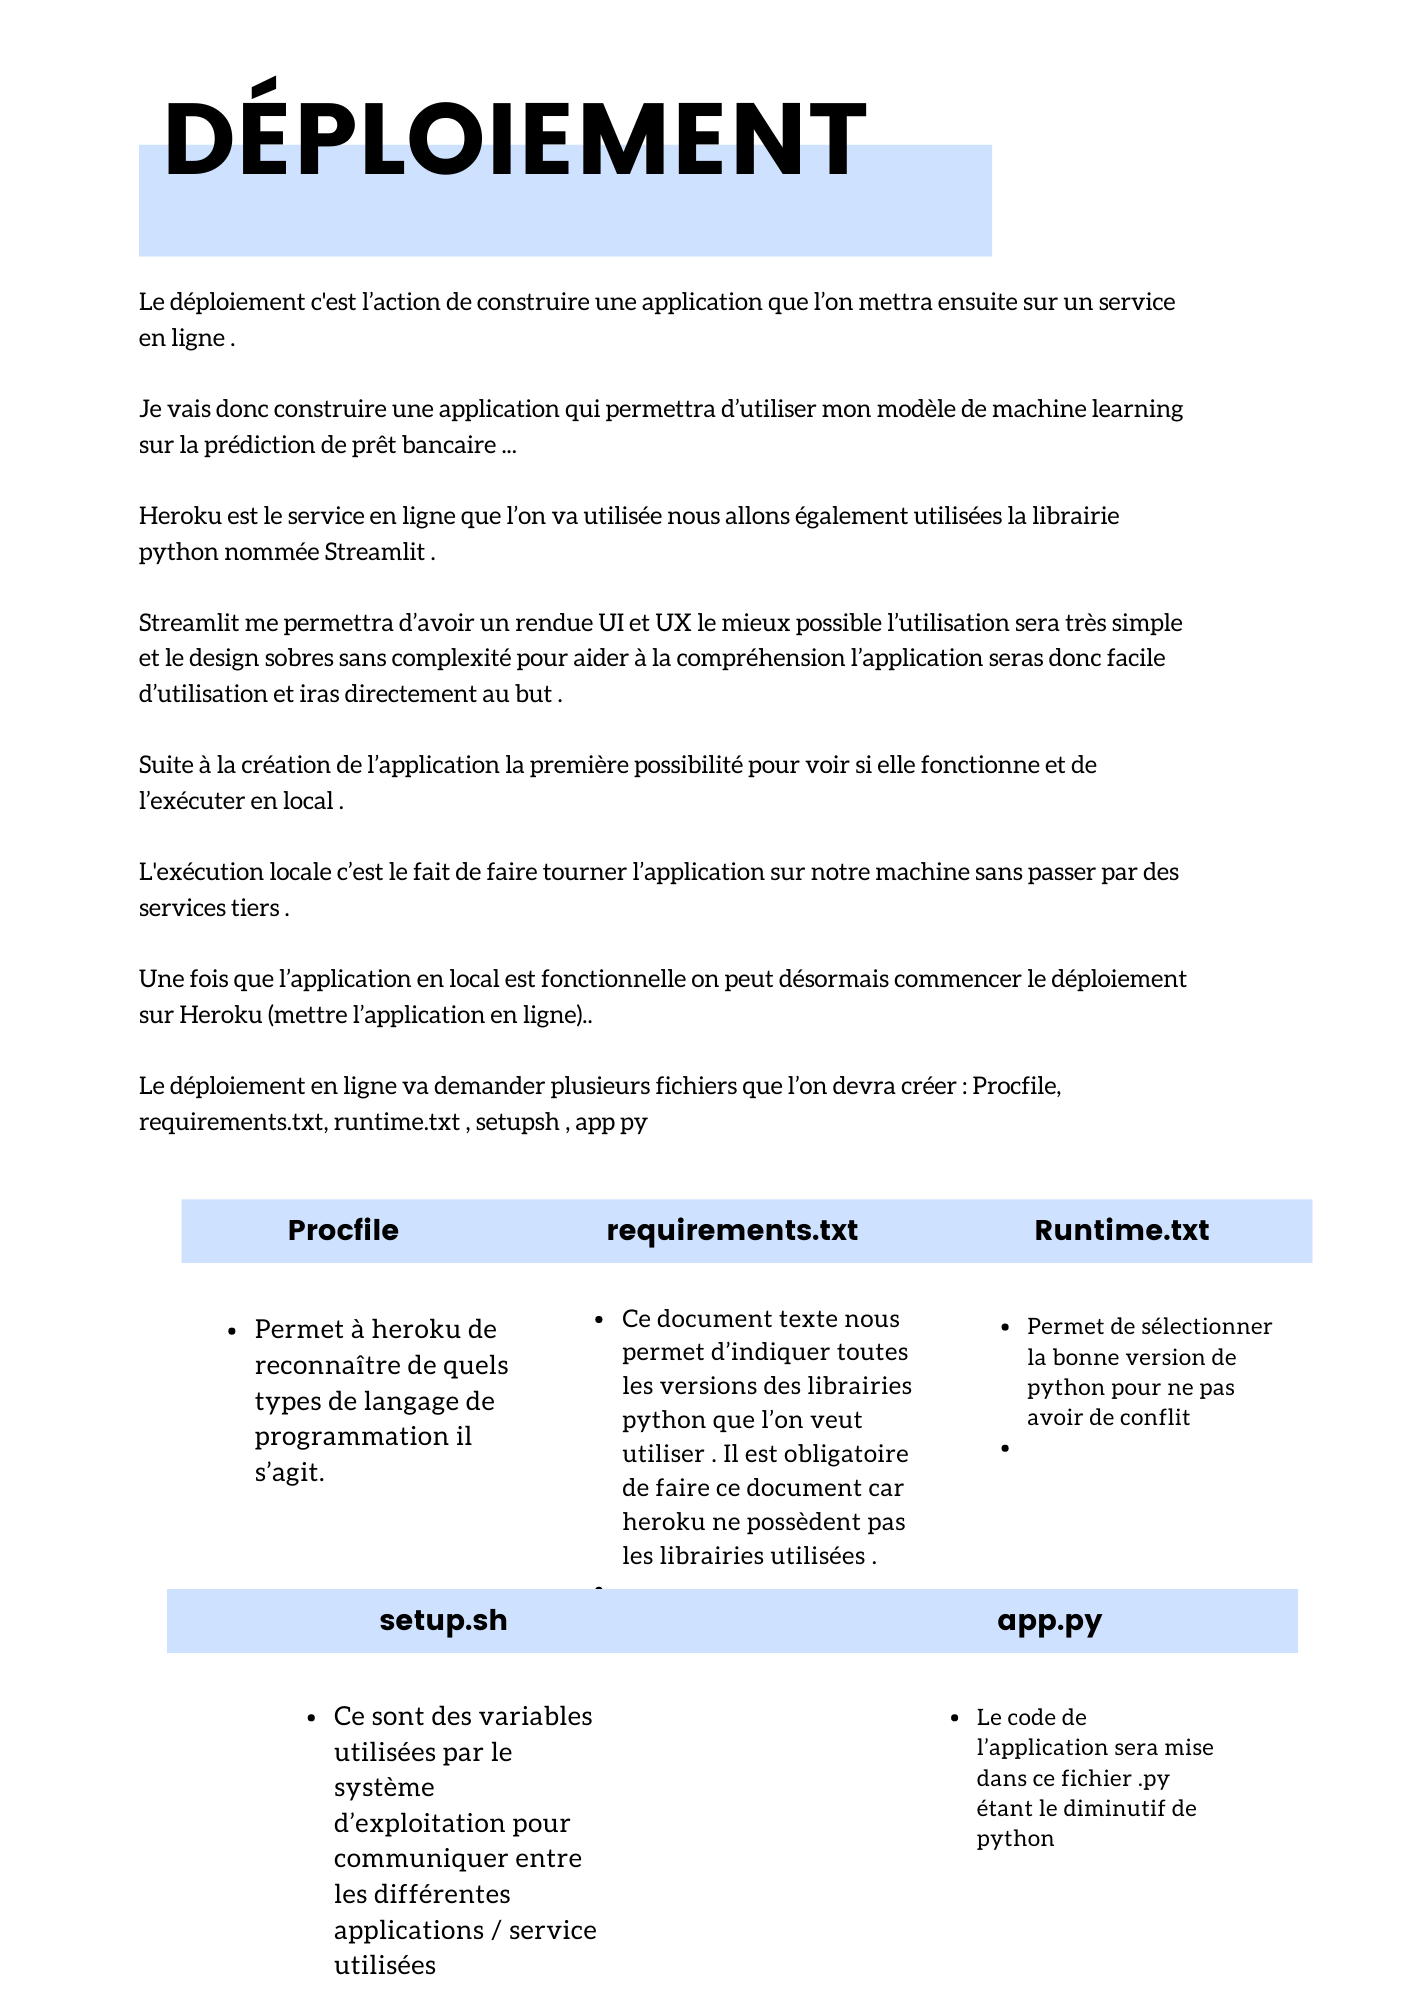 DÉPLOIEMENT
Le déploiement c'est l’action de construire une application que l’on mettra ensuite sur un service
en ligne .
Je vais donc construire une application qui permettra d’utiliser mon modèle de machine learning
sur la prédiction de prêt bancaire ...
Heroku est le service en ligne que l’on va utilisée nous allons également utilisées la librairie
python nommée Streamlit .
Streamlit me permettra d’avoir un rendue UI et UX le mieux possible l’utilisation sera très simple
et le design sobres sans complexité pour aider à la compréhension l’application seras donc facile
d’utilisation et iras directement au but .
Suite à la création de l’application la première possibilité pour voir si elle fonctionne et de
l’exécuter en local .
L'exécution locale c’est le fait de faire tourner l’application sur notre machine sans passer par des
services tiers .
Une fois que l’application en local est fonctionnelle on peut désormais commencer le déploiement
sur Heroku (mettre l’application en ligne)..
Le déploiement en ligne va demander plusieurs fichiers que l’on devra créer : Procfile,
requirements.txt, runtime.txt , setupsh , app py
Procfile
• Permet à heroku de
reconnaître de quels
types de langage de
programmation il
s’agit.
requirements.txt
• Ce document texte nous
permet d’indiquer toutes
les versions des librairies
python que l’on veut
utiliser . Il est obligatoire
de faire ce document car
heroku ne possèdent pas
les librairies utilisées .
Runtime.txt
• Permet de sélectionner
la bonne version de
python pour ne pas
avoir de conflit
setup.sh
• Ce sont des variables
utilisées par le
système
d’exploitation pour
communiquer entre
les différentes
applications / service
utilisées
app.py
• Le code de
l’application sera mise
dans ce fichier .py
étant le diminutif de
python